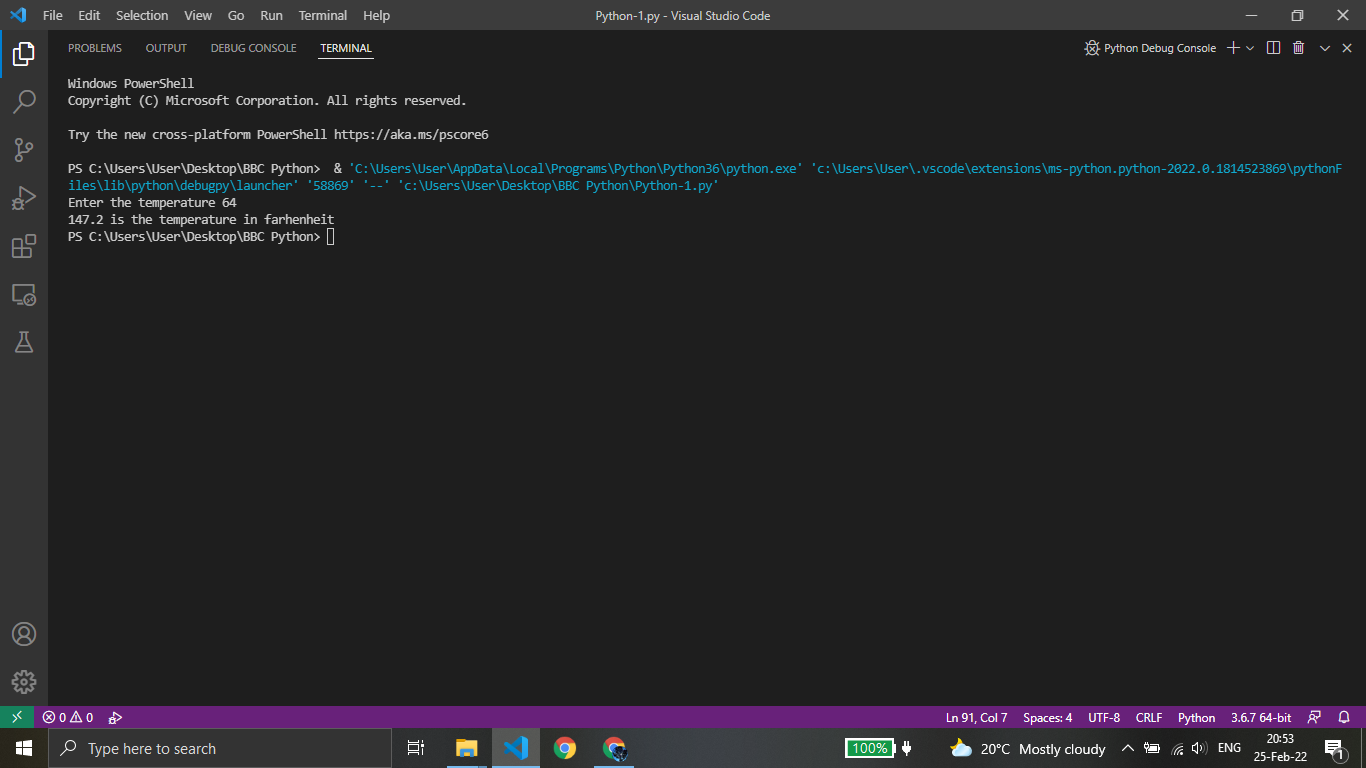 File Edit Selection View Go Run Terminal Help
Python-1.py - Visual Studio Code
PROBLEMS OUTPUT DEBUG CONSOLE TERMINAL
Python Debug Console
Windows PowerShell
Copyright (C) Microsoft Corporation. All rights reserved.
Try the new cross-platform PowerShell https://aka.ms/pscore6
PS C:\Users\User\Desktop\BBC Python>  & 'C:\Users\User\AppData\Local\Programs\Python\Python36\python.exe' 'c:\Users\User\.vscode\extensions\ms-python.python-2022.0.1814523869\pythonF
iles\lib\python\debugpy\launcher' '58869' '--' 'c:\Users\User\Desktop\BBC Python\Python-1.py'
Enter the temperature 64
147.2 is the temperature in farhenheit
PS C:\Users\User\Desktop\BBC Python>
0 0
Ln 91, Col 7 Spaces: 4 UTF-8 CRLF Python 3.6.7 64-bit
Type here to search
100%
20°C Mostly cloudy
ENG
20:53
25-Feb-22
1